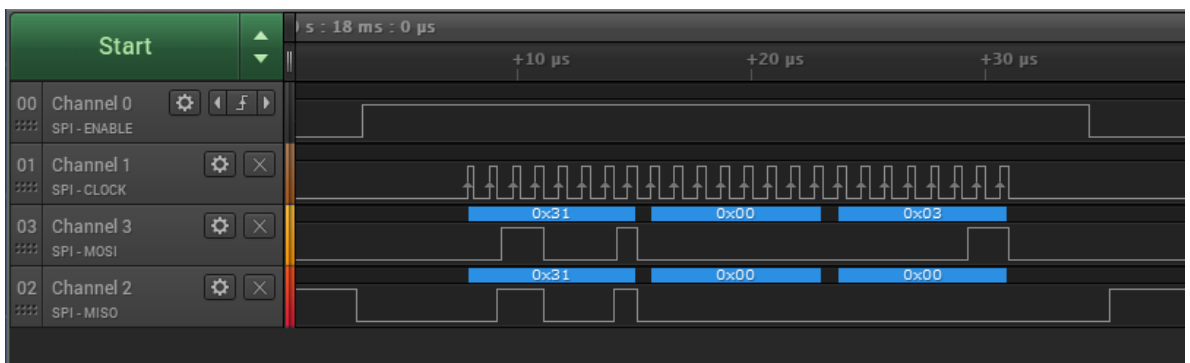 Start
) s : 18 ms : 0 µs
+10 µs
+20 µs
+30 µs
00 Channel 0
SPI - ENABLE
01 Channel 1
SPI - CLOCK
0x31 0x00 0x03
03 Channel 3
SPI - MOSI
0x31 0x00 0x00
02 Channel 2
SPI - MISO